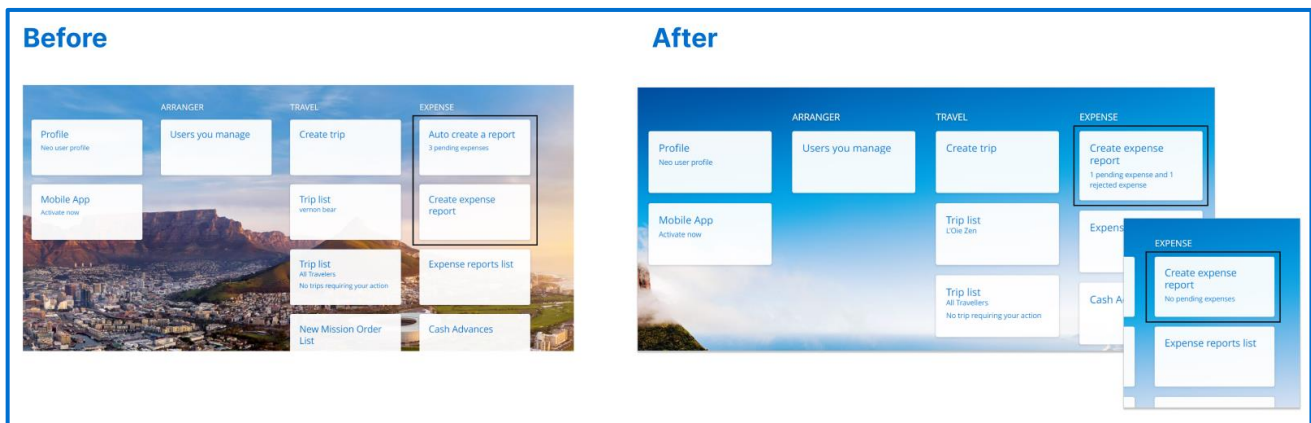 Before
ARRANGER
TRAVEL
EXPENSE
Profile
Neo user profile
Users you manage
Create trip
Auto create a report
3 pending expenses
Mobile App
Activate now
Trip list
vernon bear
Create expense
report
Trip list
All Travelers
No trips requiring your action
Expense reports list
New Mission Order
List
Cash Advances
After
ARRANGER
TRAVEL
EXPENSE
Profile
Neo user profile
Users you manage
Create trip
Create expense
report
1 pending expense and 1
rejected expense
Mobile App
Activate now
Trip list
L'Oie Zen
Expens
Trip list
All Travellers
No trip requiring your action
Cash A
EXPENSE
Create expense
report
No pending expenses
Expense reports list